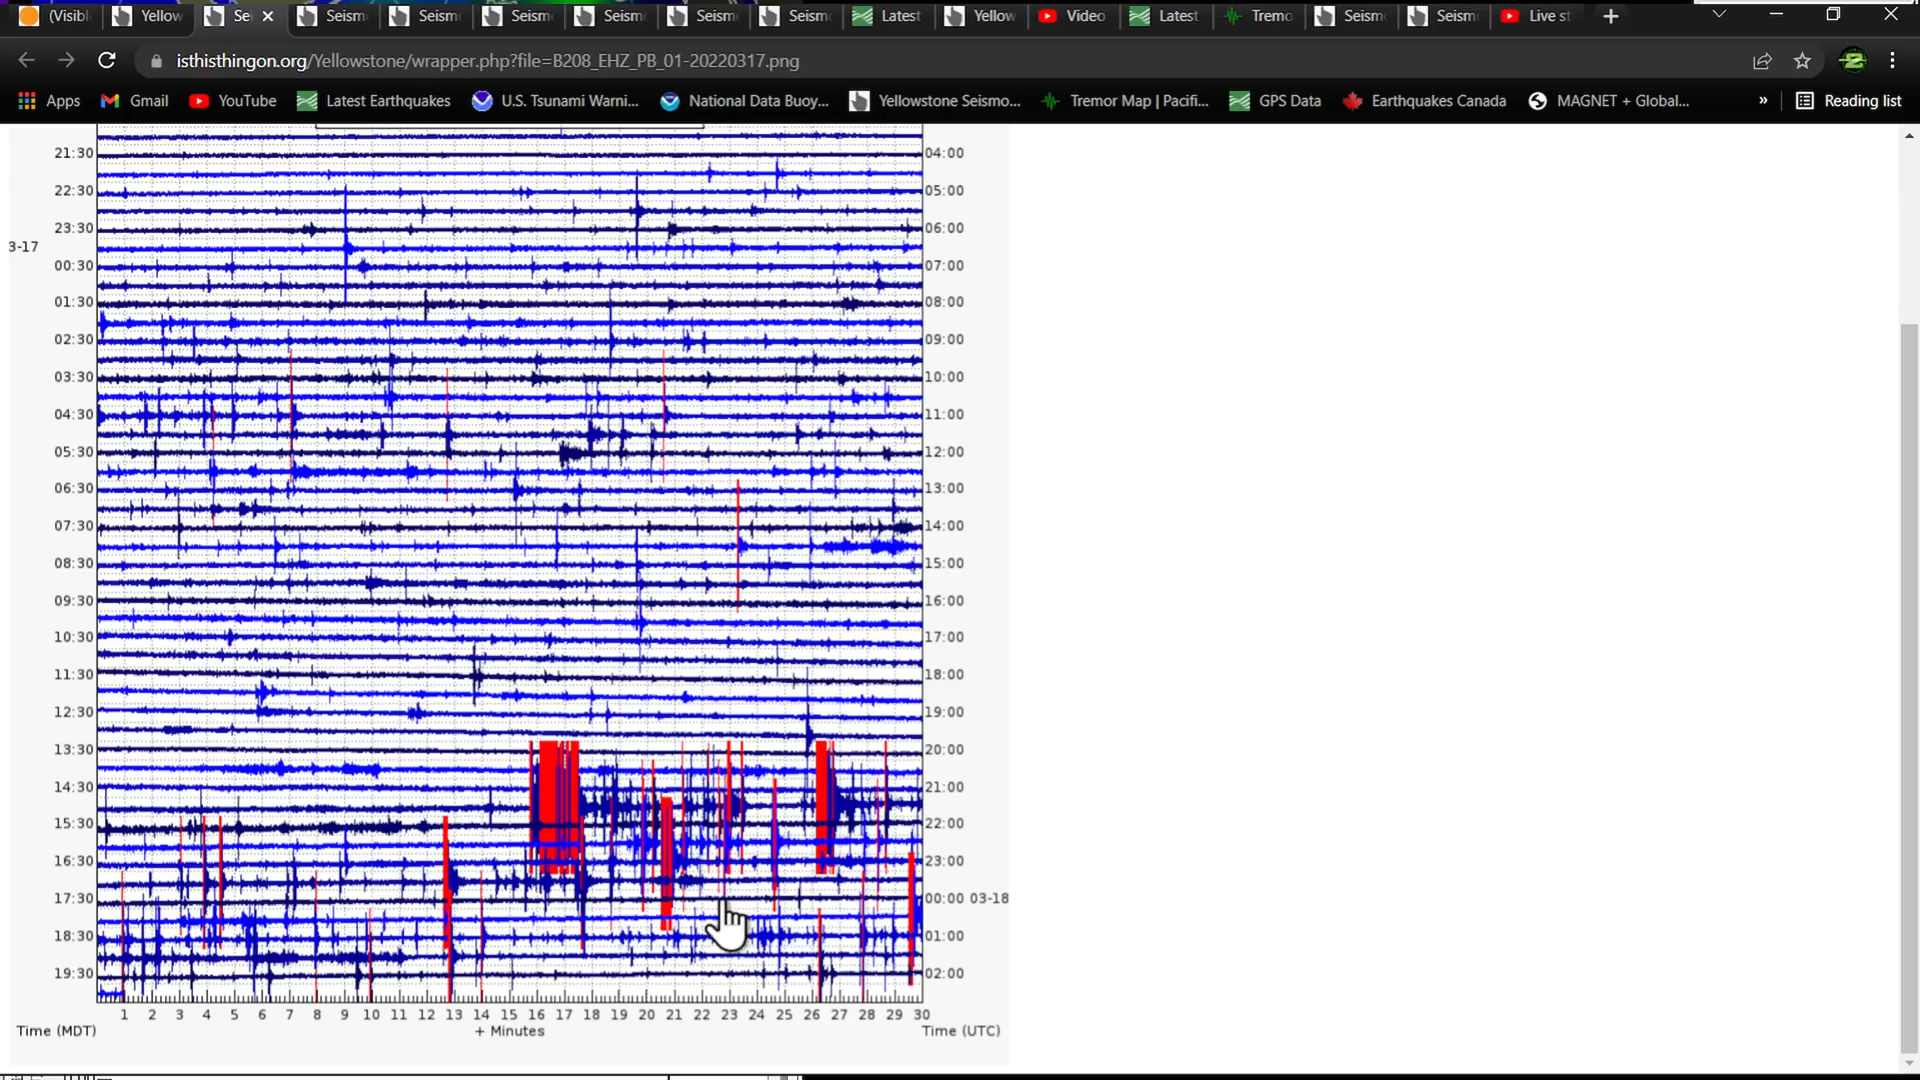 (Visibl
Yellow
Se
Seism
Seism
Seism
Seism
Seism
Seism
Latest
Yellow
Video
Latest
Tremo
Seism
Seism
Live st
isthisthingon.org/Yellowstone/wrapper.php?file=B208_EHZ_PB_01-20220317.png
Apps
Gmail
YouTube
Latest Earthquakes
U.S. Tsunami Warni...
National Data Buoy...
Yellowstone Seismo...
Tremor Map | Pacifi...
GPS Data
Earthquakes Canada
MAGNET + Global...
»
Reading list
21:30 04:00
22:30 05:00
23:30 06:00
3-17
00:30 07:00
01:30 08:00
02:30 09:00
03:30 10:00
04:30 11:00
05:30 12:00
06:30 13:00
07:30 14:00
08:30 15:00
09:30 16:00
10:30 17:00
11:30 18:00
12:30 19:00
13:30 20:00
14:30 21:00
15:30 22:00
16:30 23:00
17:30 00:00 03-18
18:30 01:00
19:30 02:00
1 2 3 4 5 6 7 8 9 10 11 12 13 14 15 16 17 18 19 20 21 22 23 24 25 26 27 28 29 30
Time (MDT) + Minutes Time (UTC)